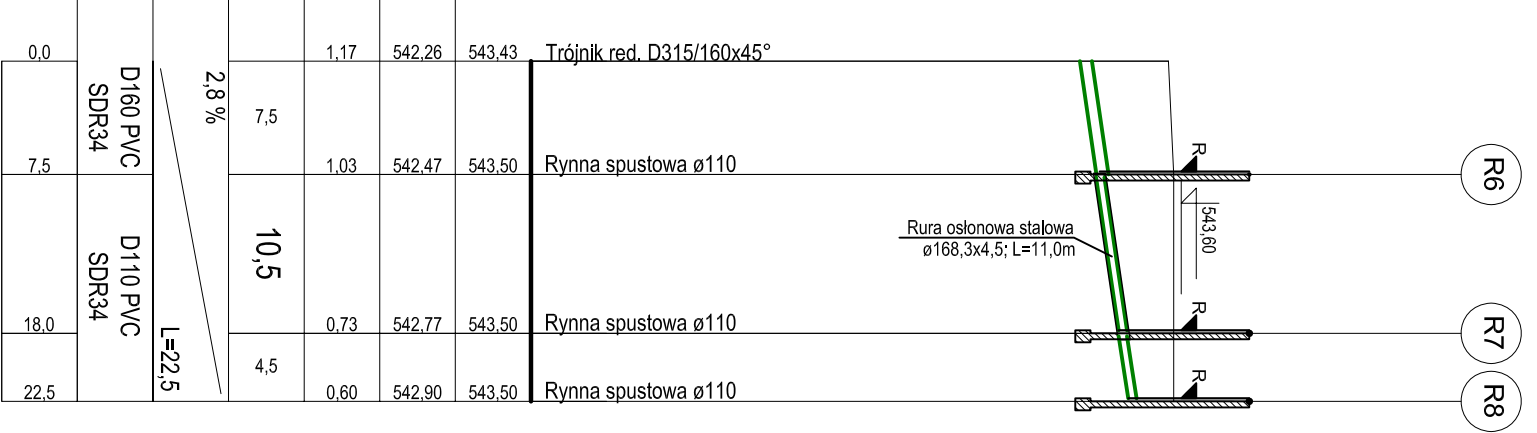 0,0
1,17
542,26
543,43
Trójnik red. D315/160x45°
D160 PVC
SDR34
2,8 %
7,5
7,5
1,03
542,47
543,50
Rynna spustowa ø110
R
R6
543,60
Rura osłonowa stalowa
ø168,3x4,5; L=11,0m
D110 PVC
SDR34
10,5
18,0
0,73
542,77
543,50
Rynna spustowa ø110
R
R7
L=22,5
4,5
22,5
0,60
542,90
543,50
Rynna spustowa ø110
R
R8